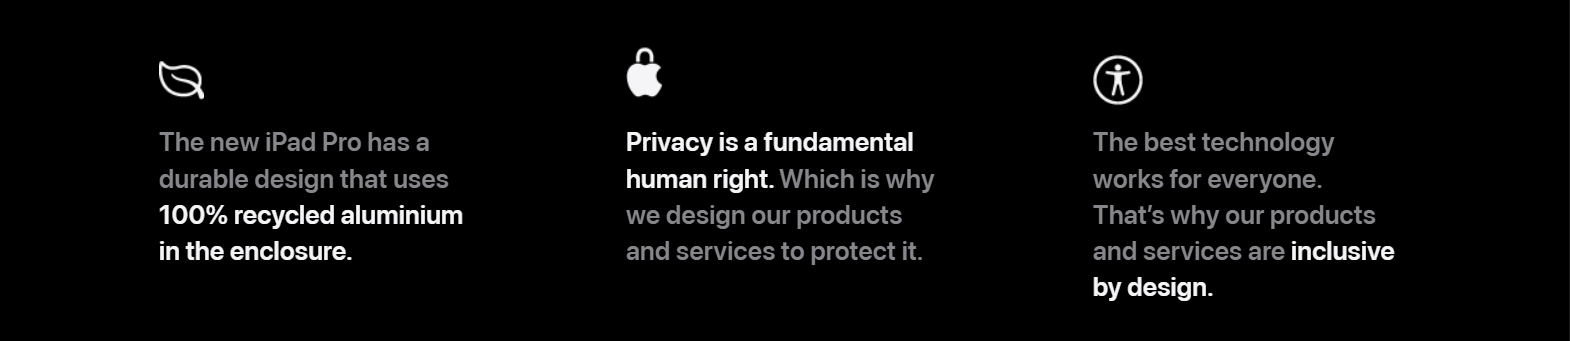 The new iPad Pro has a
durable design that uses
100% recycled aluminium
in the enclosure.
Privacy is a fundamental
human right. Which is why
we design our products
and services to protect it.
The best technology
works for everyone.
That’s why our products
and services are inclusive
by design.